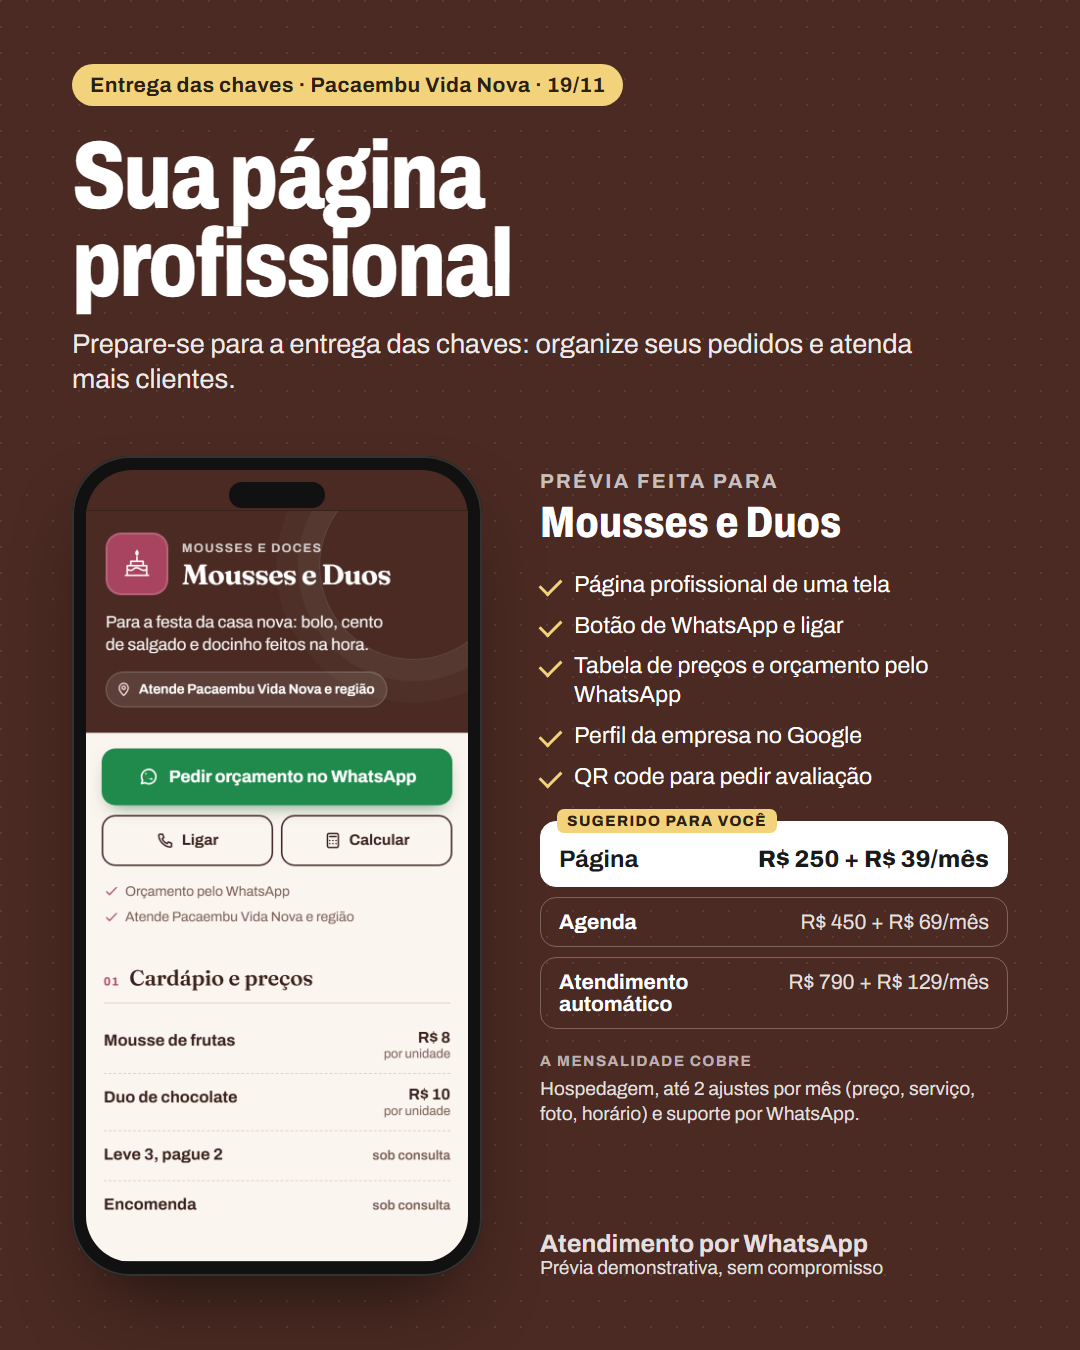 Entrega das chaves · Pacaembu Vida Nova · 19/11
Sua página
profissional
Prepare-se para a entrega das chaves: organize seus pedidos e atenda
mais clientes.
MOUSSES E DOCES
Mousses e Duos
Para a festa da casa nova: bolo, cento
de salgado e docinho feitos na hora.
Atende Pacaembu Vida Nova e região
Pedir orçamento no WhatsApp
Ligar
Calcular
Orçamento pelo WhatsApp
Atende Pacaembu Vida Nova e região
01 Cardápio e preços
Mousse de frutas R$ 8
por unidade
Duo de chocolate R$ 10
por unidade
Leve 3, pague 2 sob consulta
Encomenda sob consulta
PRÉVIA FEITA PARA
Mousses e Duos
Página profissional de uma tela
Botão de WhatsApp e ligar
Tabela de preços e orçamento pelo
WhatsApp
Perfil da empresa no Google
QR code para pedir avaliação
SUGERIDO PARA VOCÊ
Página R$ 250 + R$ 39/mês
Agenda R$ 450 + R$ 69/mês
Atendimento R$ 790 + R$ 129/mês
automático
A MENSALIDADE COBRE
Hospedagem, até 2 ajustes por mês (preço, serviço,
foto, horário) e suporte por WhatsApp.
Atendimento por WhatsApp
Prévia demonstrativa, sem compromisso